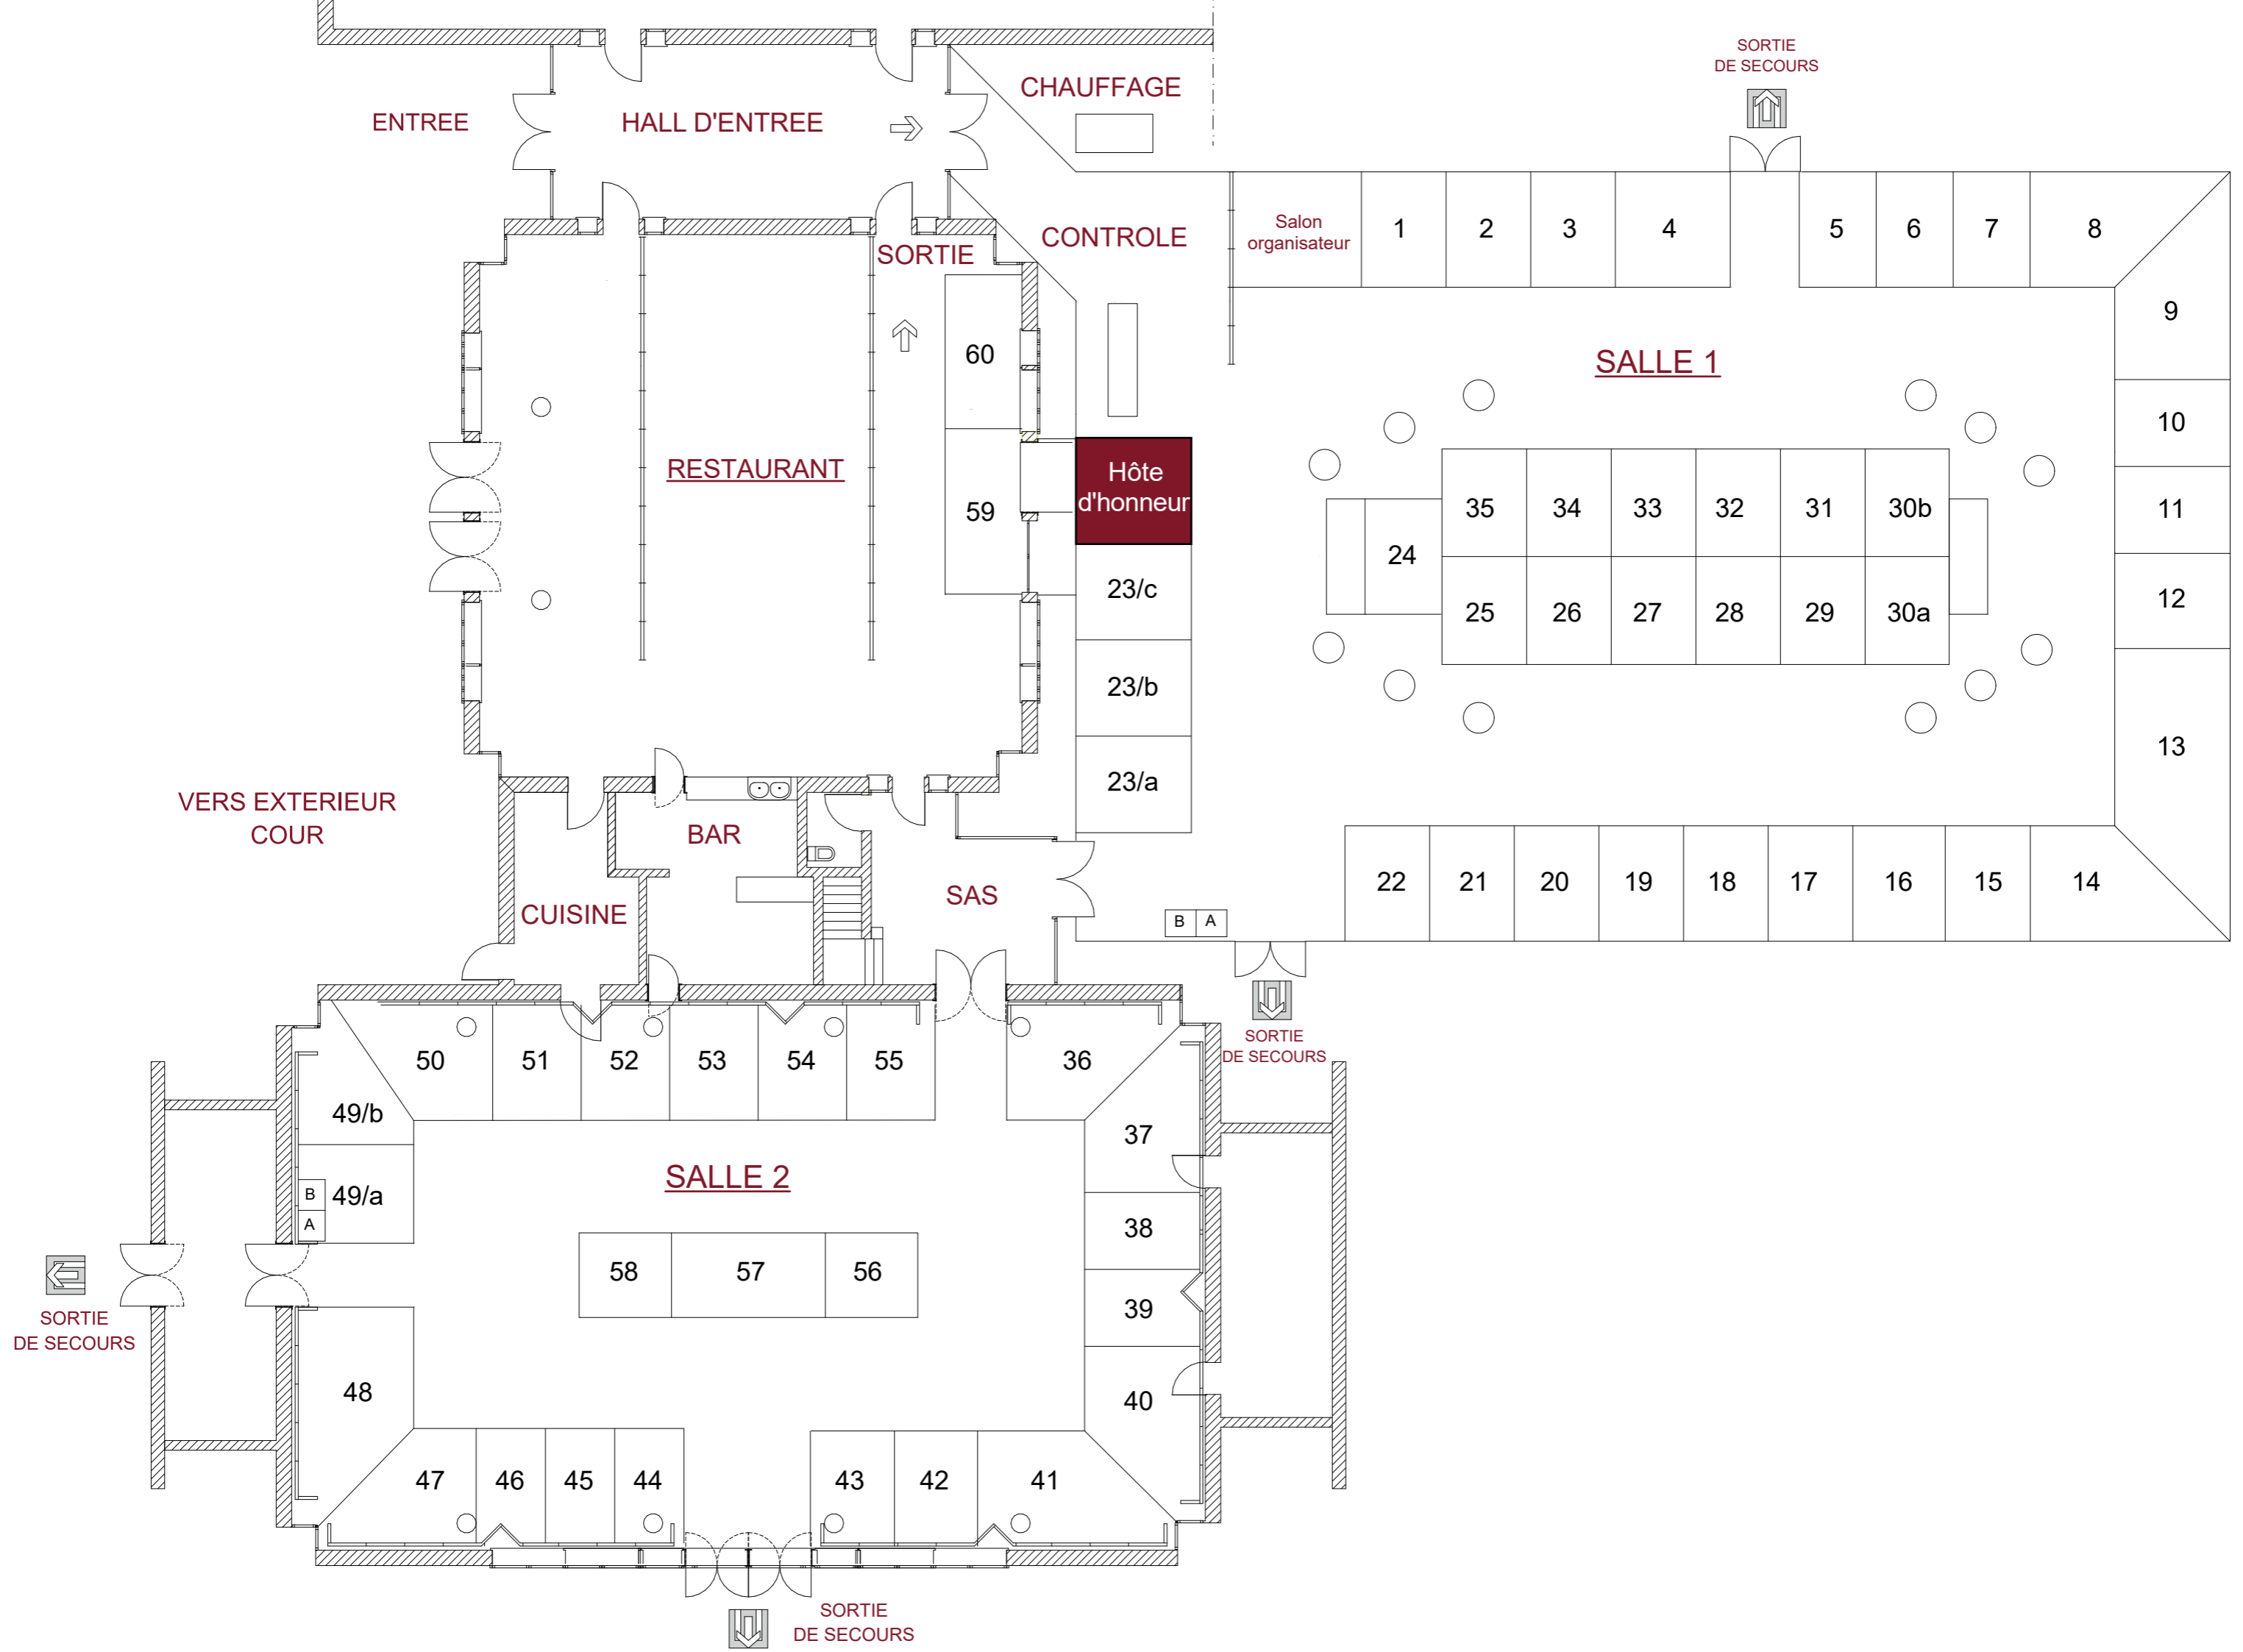 SORTIE
DE SECOURS
CHAUFFAGE
ENTREE
HALL D'ENTREE
Salon
organisateur
1
2
3
4
5
6
7
8
CONTROLE
SORTIE
9
60
SALLE 1
10
RESTAURANT
Hôte
d'honneur
59
35
34
33
32
31
30b
11
24
23/c
25
26
27
28
29
30a
12
23/b
13
23/a
VERS EXTERIEUR
COUR
BAR
22
21
20
19
18
17
16
15
14
SAS
CUISINE
B
A
SORTIE
DE SECOURS
50
51
52
53
54
55
36
49/b
37
SALLE 2
B
A
49/a
38
58
57
56
39
SORTIE
DE SECOURS
48
40
47
46
45
44
43
42
41
SORTIE
DE SECOURS